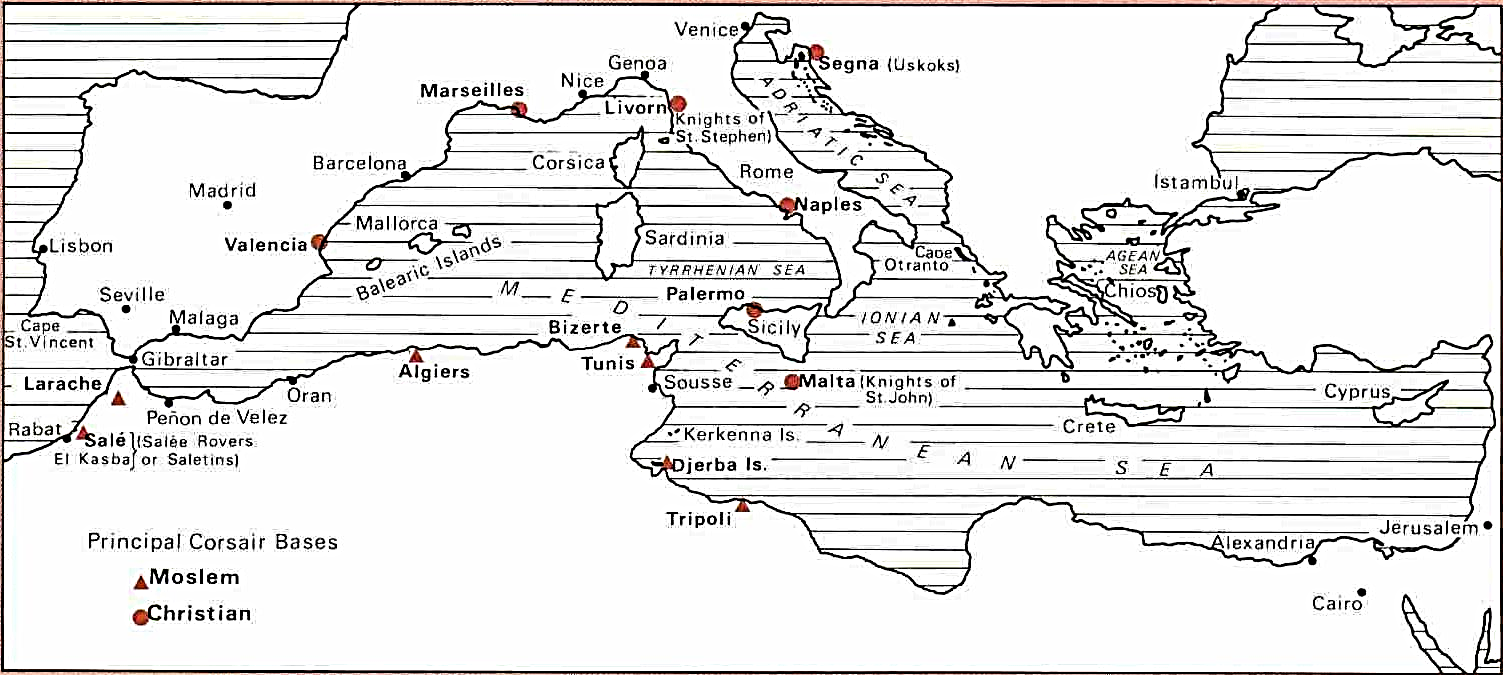 Venice
Segna (Uskoks)
Genoa
Nice
Marseilles
Livorn
Knights of
St. Stephen)
ADRIATIC SEA
Barcelona
Corsica
Rome
Madrid
Istambul
Naples
Mallorca
Valencia
Lisbon
Balearic Islands
Sardinia
Cape
Otranto
AGEAN
SEA
TYRRHENIAN SEA
Chios
Seville
Palermo
MEDITERRANEAN SEA
Malaga
Cape
St. Vincent
Bizerte
Sicily
IONIAN
SEA
Gibraltar
Tunis
Algiers
Larache
Sousse
Malta (Knights of
St. John)
Cyprus
Oran
Peñon de Velez
Crete
Rabat
Salé (Salée Rovers
El Kasba or Saletins)
Kerkenna Is.
Djerba Is.
Tripoli
Jerusalem
Alexandria
Cairo
Principal Corsair Bases
Moslem
Christian